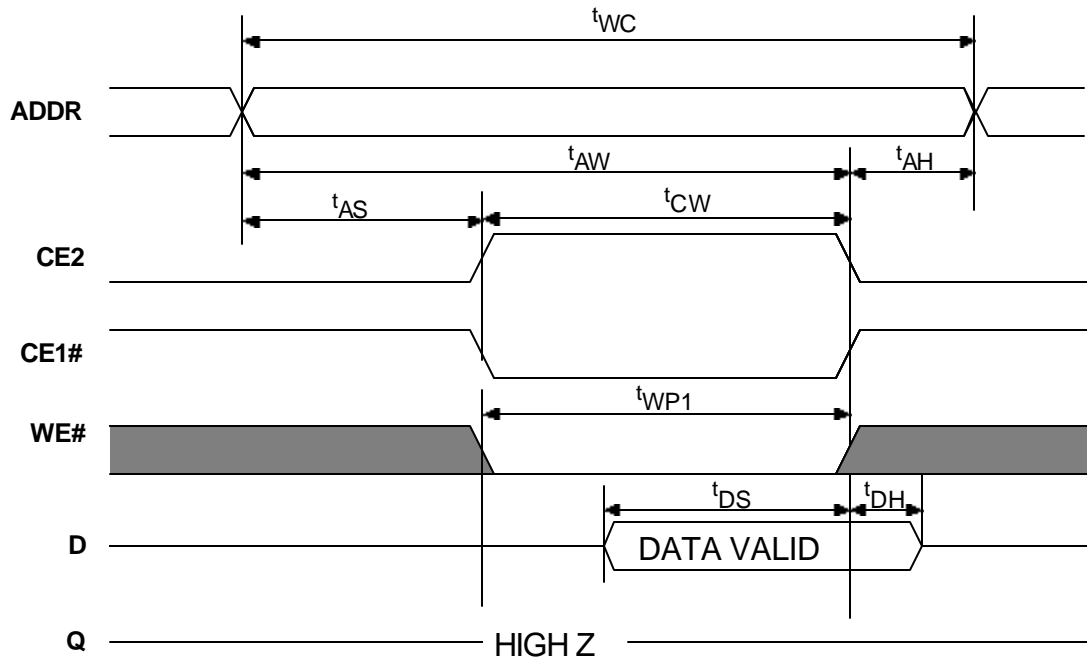 tWC
ADDR
tAW
tAH
tAS
tCW
CE2
CE1#
tWP1
WE#
tDS
tDH
D
DATA VALID
Q
HIGH Z